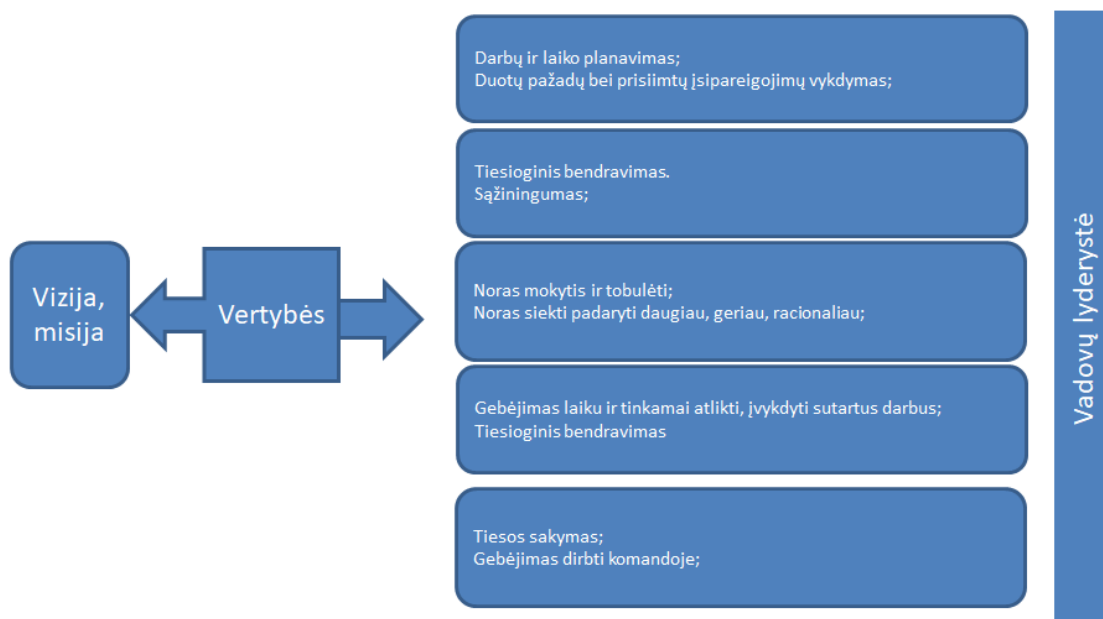 Vizija,
misija
Vertybės
Darbų ir laiko planavimas;
Duotų pažadų bei prisiimtų įsipareigojimų vykdymas;
Tiesioginis bendravimas.
Sąžiningumas;
Noras mokytis ir tobulėti;
Noras siekti padaryti daugiau, geriau, racionaliau;
Gebėjimas laiku ir tinkamai atlikti, įvykdyti sutartus darbus;
Tiesioginis bendravimas
Tiesos sakymas;
Gebėjimas dirbti komandoje;
Vadovų lyderystė